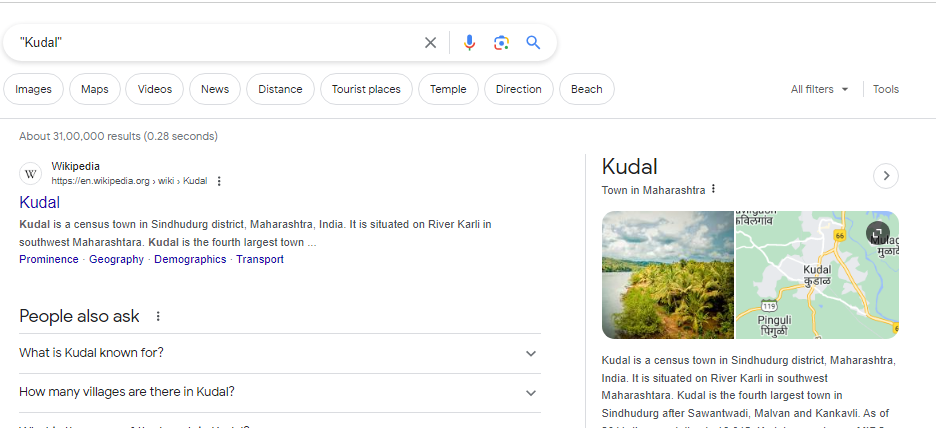 "Kudal"
Images
Maps
Videos
News
Distance
Tourist places
Temple
Direction
Beach
All filters
Tools
About 31,00,000 results (0.28 seconds)
W
Wikipedia
https://en.wikipedia.org › wiki › Kudal
Kudal
Kudal is a census town in Sindhudurg district, Maharashtra, India. It is situated on River Karli in
southwest Maharashtara. Kudal is the fourth largest town ...
Prominence · Geography · Demographics · Transport
People also ask
What is Kudal known for?
How many villages are there in Kudal?
Kudal
Town in Maharashtra
66
Kudal
कुडाळ
119
Pinguli
पिंगुळी
Kudal is a census town in Sindhudurg district, Maharashtra,
India. It is situated on River Karli in southwest
Maharashtara. Kudal is the fourth largest town in
Sindhudurg after Sawantwadi, Malvan and Kankavli. As of